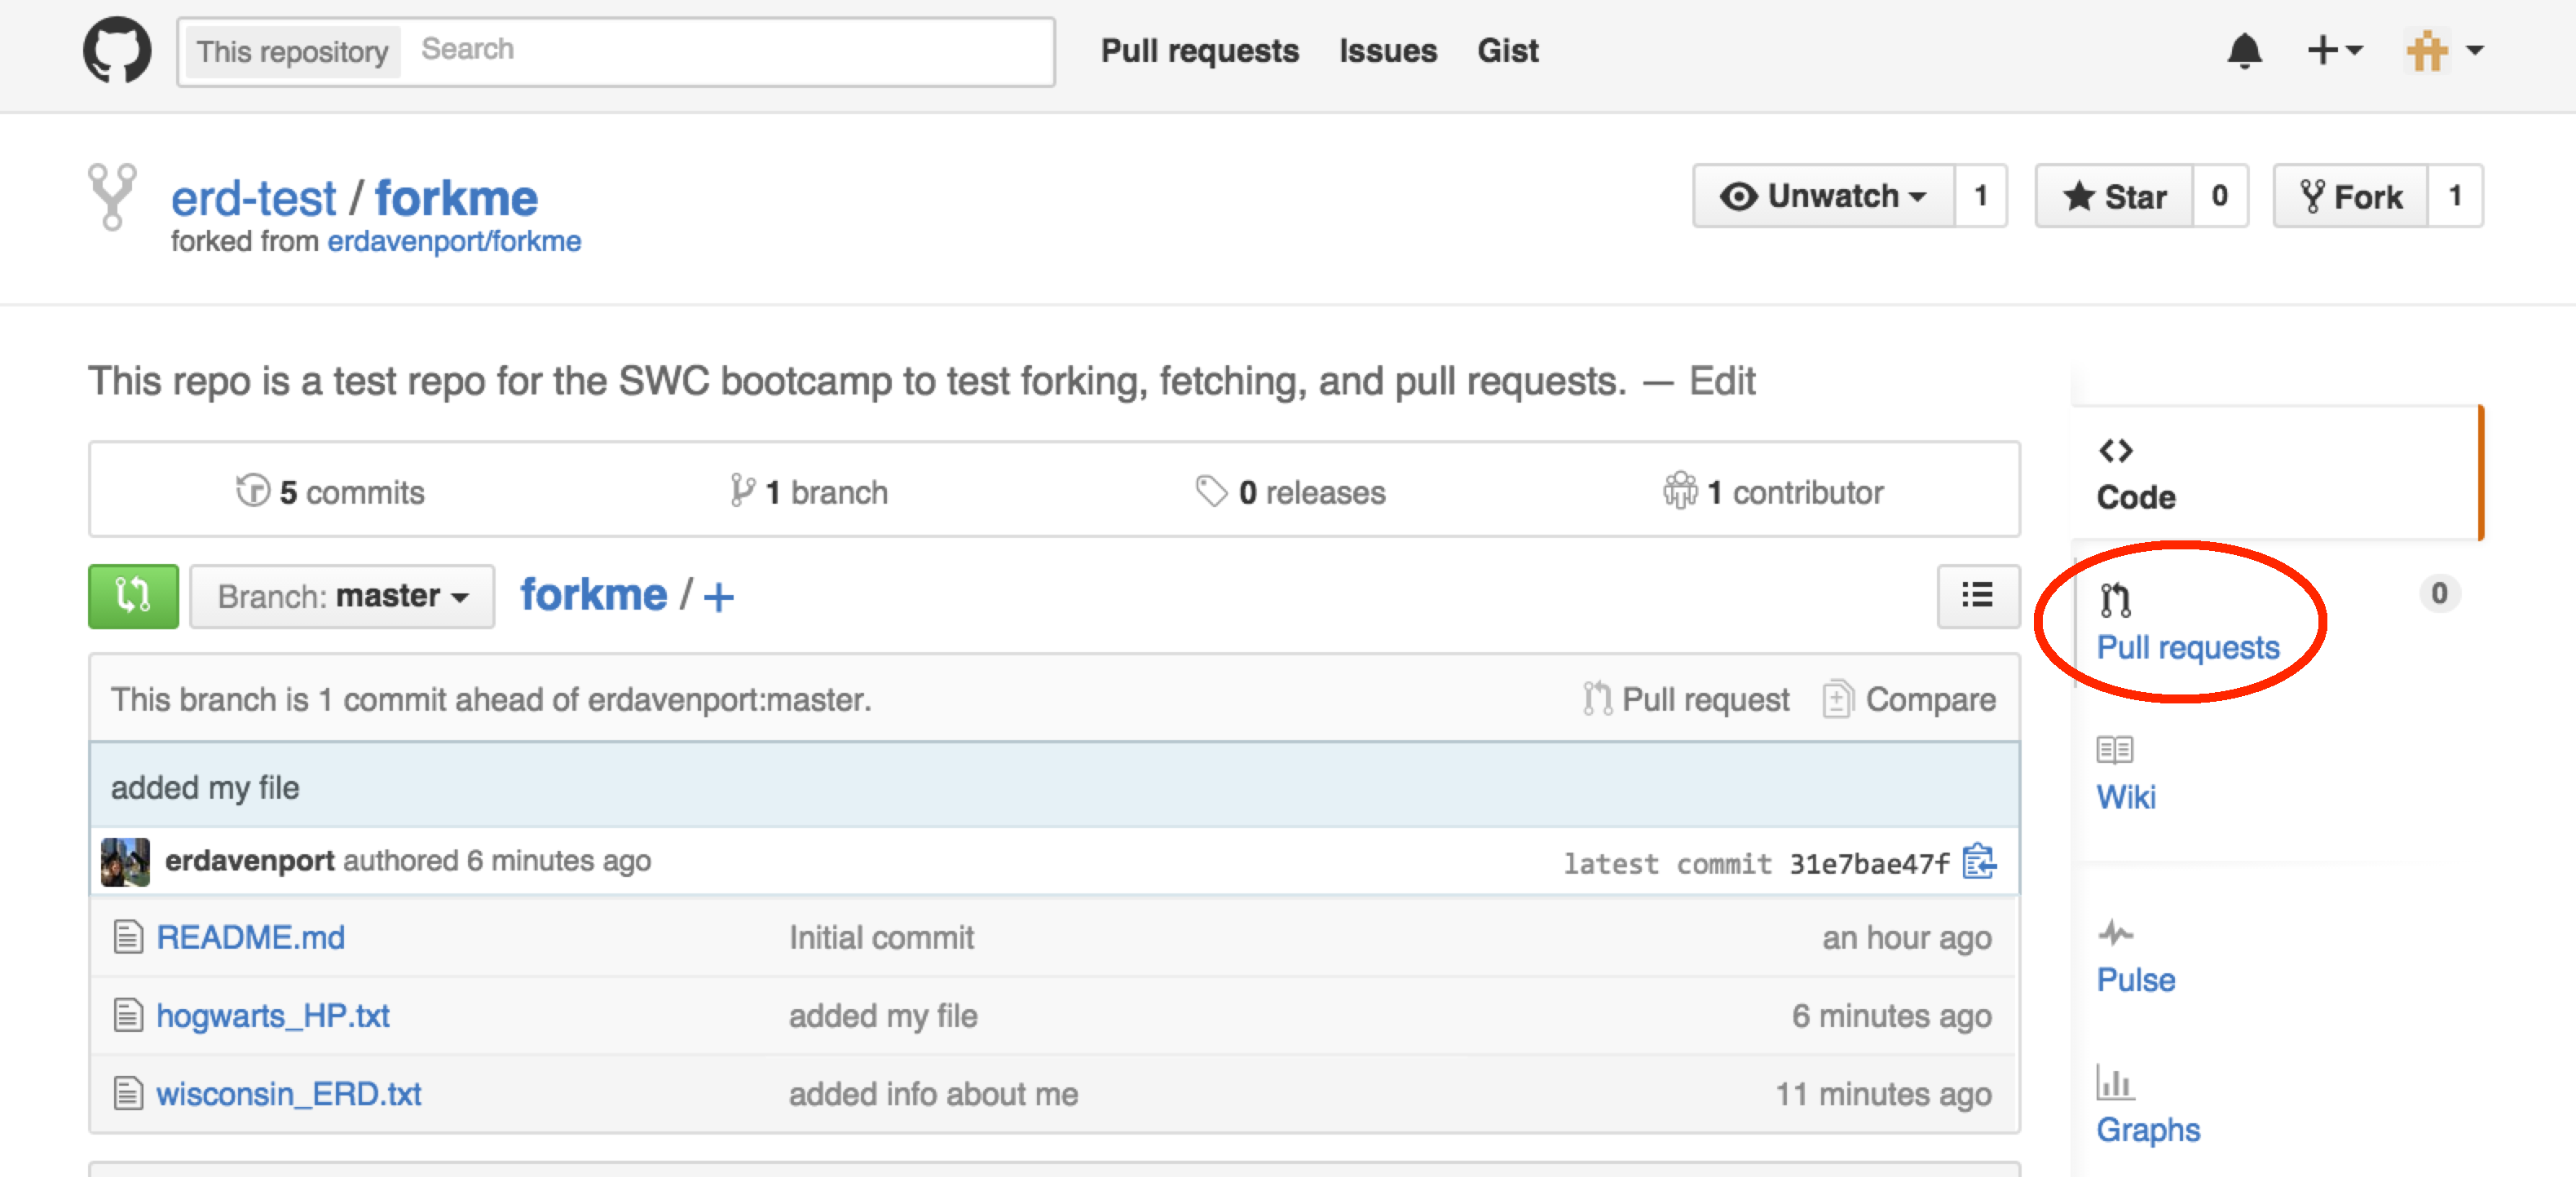 This repository Search Pull requests Issues Gist
erd-test / forkme Unwatch 1 Star 0 Fork 1
forked from erdavenport/forkme
This repo is a test repo for the SWC bootcamp to test forking, fetching, and pull requests. — Edit
5 commits 1 branch 0 releases 1 contributor
Branch: master forkme / +
This branch is 1 commit ahead of erdavenport:master. Pull request Compare
added my file
erdavenport authored 6 minutes ago latest commit 31e7bae47f
README.md Initial commit an hour ago
hogwarts_HP.txt added my file 6 minutes ago
wisconsin_ERD.txt added info about me 11 minutes ago
Code
Pull requests 0
Wiki
Pulse
Graphs